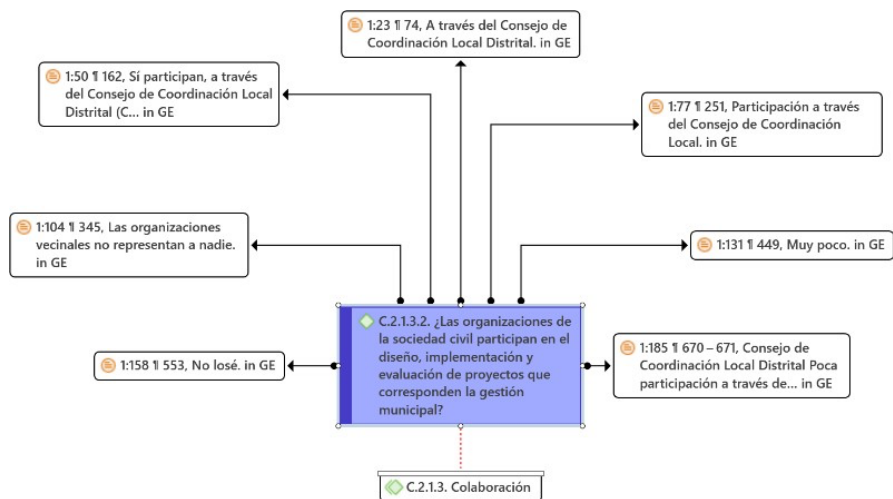 1:23 ¶ 74, A través del Consejo de
Coordinación Local Distrital. in GE
1:50 ¶ 162, Sí participan, a través
del Consejo de Coordinación Local
Distrital (C... in GE
1:77 ¶ 251, Participación a través
del Consejo de Coordinación
Local. in GE
1:104 ¶ 345, Las organizaciones
vecinales no representan a nadie.
in GE
1:131 ¶ 449, Muy poco. in GE
C.2.1.3.2. ¿Las organizaciones de
la sociedad civil participan en el
diseño, implementación y
evaluación de proyectos que
corresponden la gestión
municipal?
1:158 ¶ 553, No losé. in GE
1:185 ¶ 670 – 671, Consejo de
Coordinación Local Distrital Poca
participación a través de... in GE
C.2.1.3. Colaboración